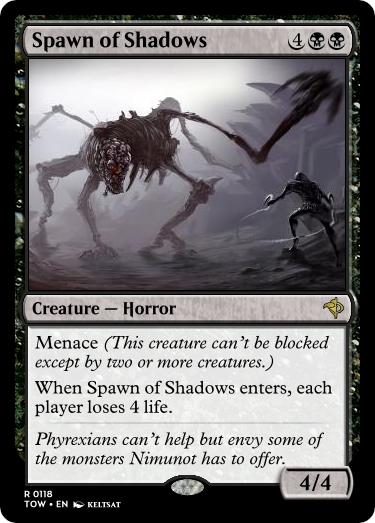 Spawn of Shadows 4
Creature — Horror
Menace (This creature can't be blocked
except by two or more creatures.)
When Spawn of Shadows enters, each
player loses 4 life.
Phyrexians can't help but envy some of
the monsters Nimunot has to offer.
4/4
R 0118
TOW • EN KELTSAT